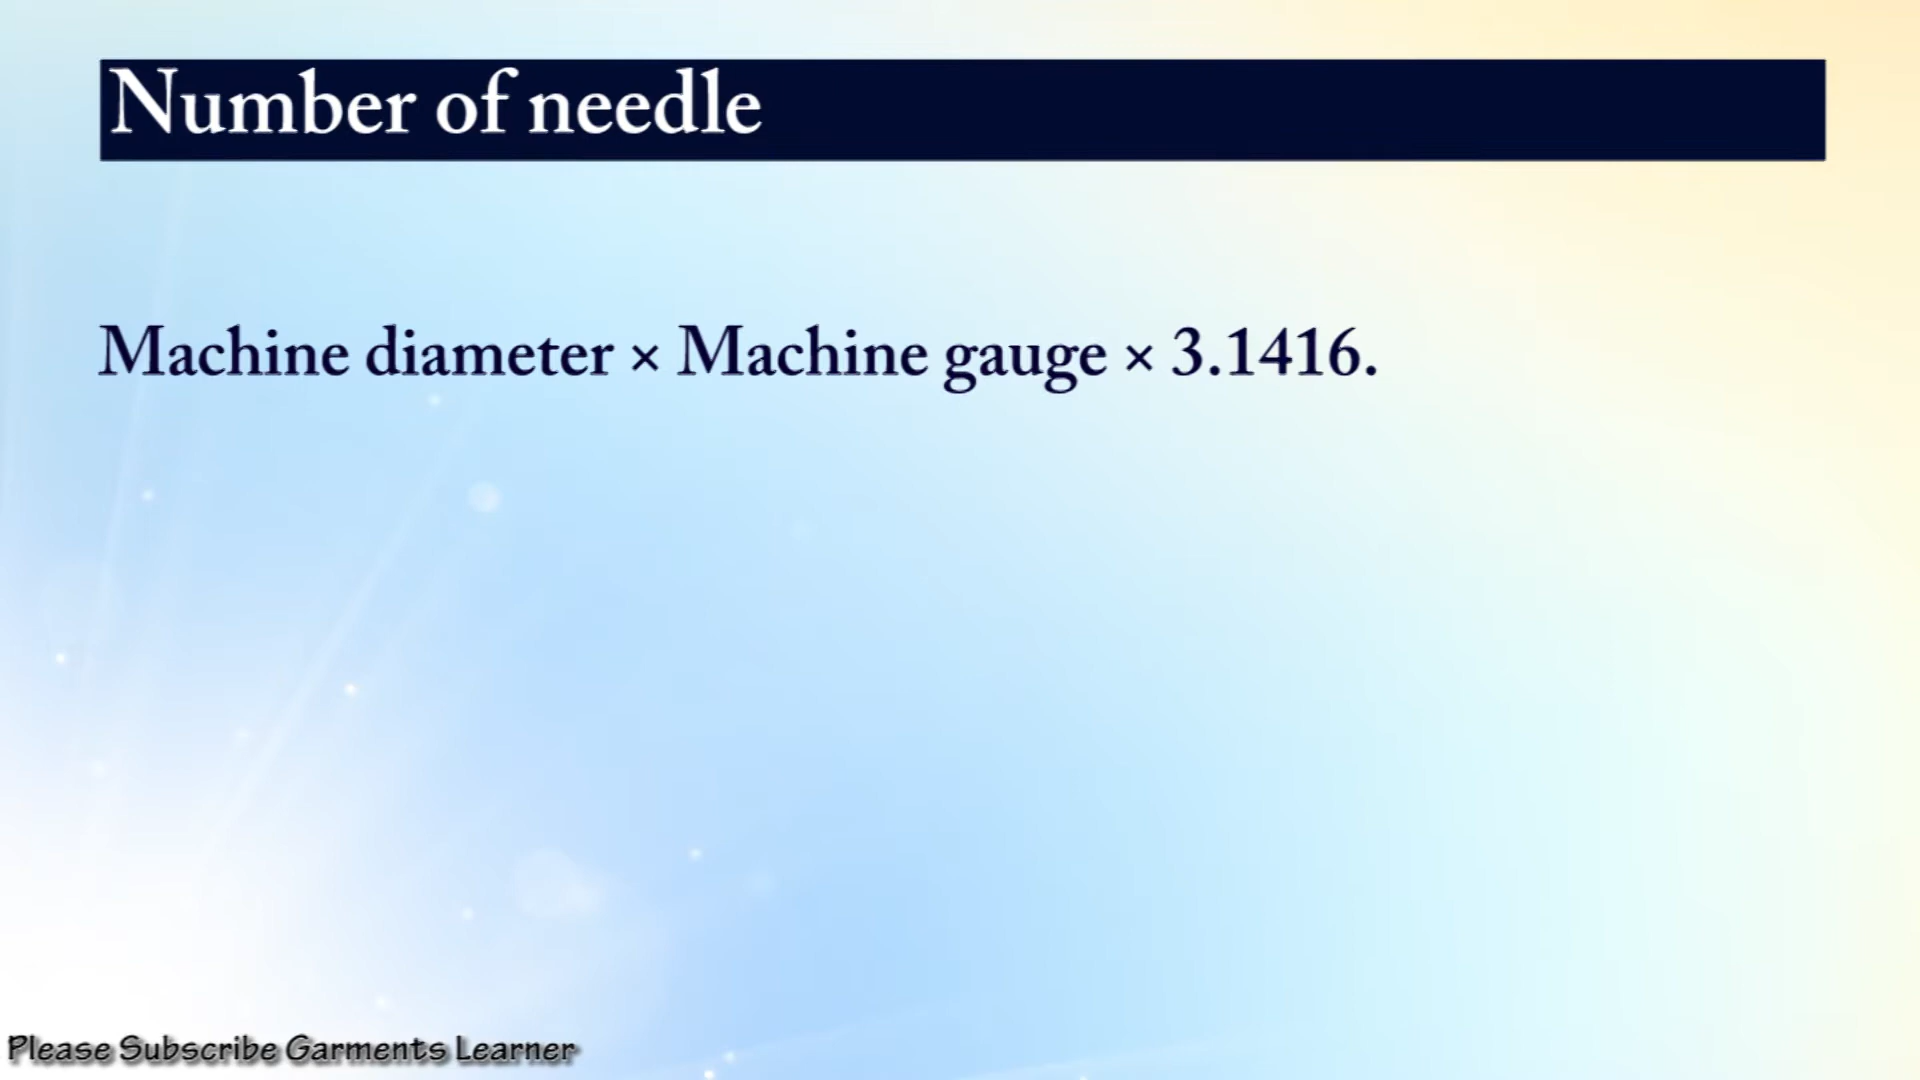 Number of needle
Machine diameter × Machine gauge × 3.1416.
Please Subscribe Garments Learner